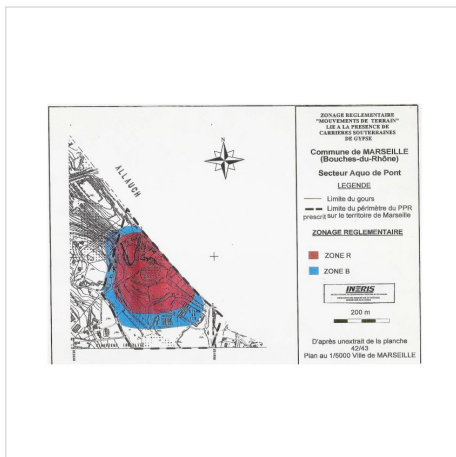 ALLAUCH
N
ZONAGE REGLEMENTAIRE
"MOUVEMENTS DE TERRAIN"
LIE A LA PRESENCE DE
CARRIERES SOUTERRAINES
DE GYPSE
Commune de MARSEILLE
(Bouches-du-Rhône)
Secteur Aquo de Pont
LEGENDE
Limite du gours
Limite du périmètre du PPR
prescrit sur le territoire de Marseille
ZONAGE REGLEMENTAIRE
ZONE R
ZONE B
INERIS
200 m
D'après unextrait de la planche
42/43
Plan au 1/5000 Ville de MARSEILLE